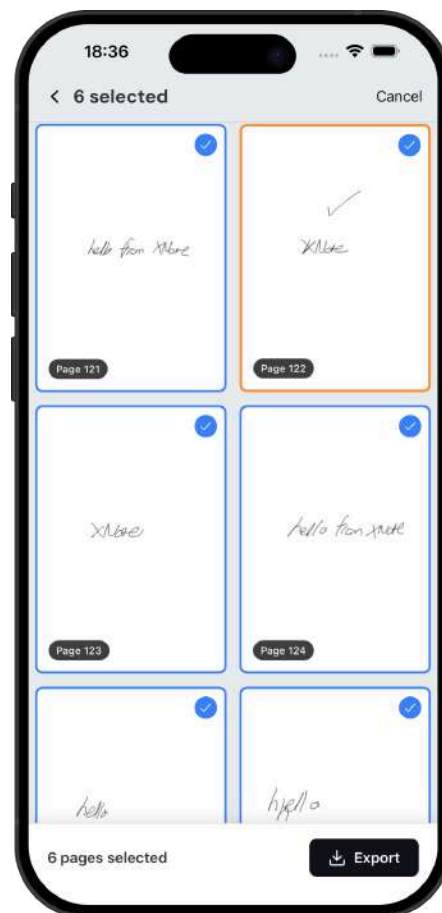 18:36
6 selected
Cancel
hello from XNote
Page 121
XNote
Page 122
XNote
Page 123
hello from XNote
Page 124
hello
hello
6 pages selected
Export